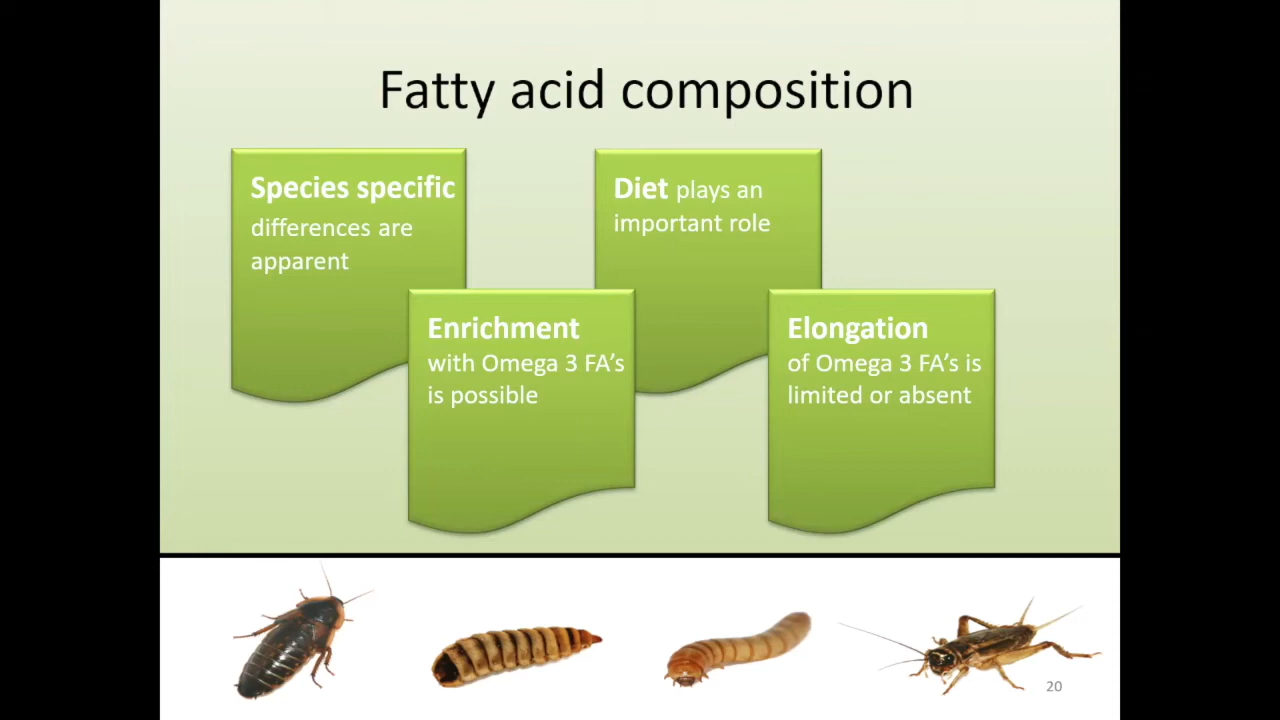 Fatty acid composition
Species specific
differences are
apparent
Diet plays an
important role
Enrichment
with Omega 3 FA’s
is possible
Elongation
of Omega 3 FA’s is
limited or absent
20